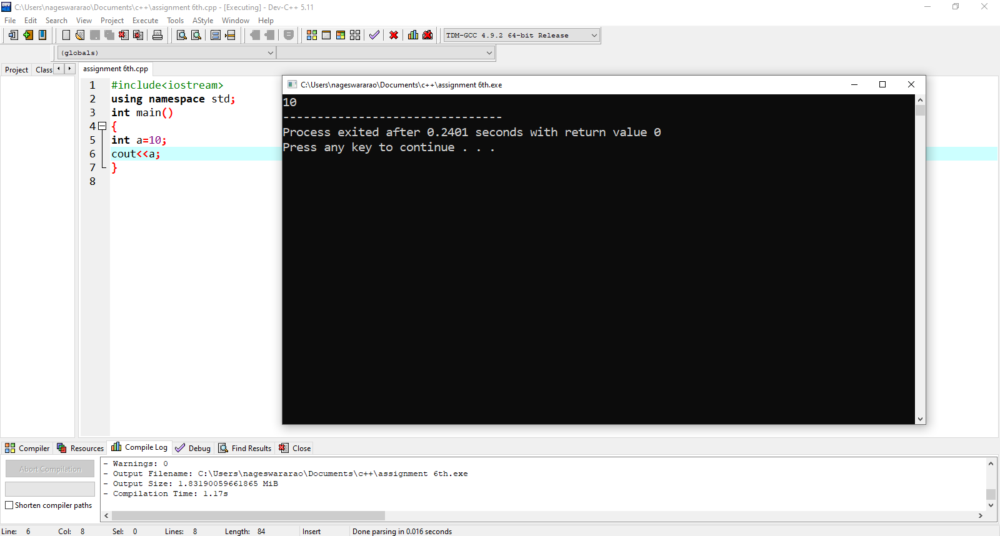 C:\Users\nageswararao\Documents\c++\assignment 6th.cpp - [Executing] - Dev-C++ 5.11
File Edit Search View Project Execute Tools AStyle Window Help
TDM-GCC 4.9.2 64-bit Release
(globals)
Project Class
assignment 6th.cpp
1 #include<iostream>
2 using namespace std;
3 int main()
4 {
5 int a=10;
6 cout<<a;
7 }
8
C:\Users\nageswararao\Documents\c++\assignment 6th.exe
10
--------------------------------
Process exited after 0.2401 seconds with return value 0
Press any key to continue . . .
Compiler Resources Compile Log Debug Find Results Close
Abort Compilation
Shorten compiler paths
- Warnings: 0
- Output Filename: C:\Users\nageswararao\Documents\c++\assignment 6th.exe
- Output Size: 1.83190059661865 MiB
- Compilation Time: 1.17s
Line: 6 Col: 8 Sel: 0 Lines: 8 Length: 84 Insert Done parsing in 0.016 seconds